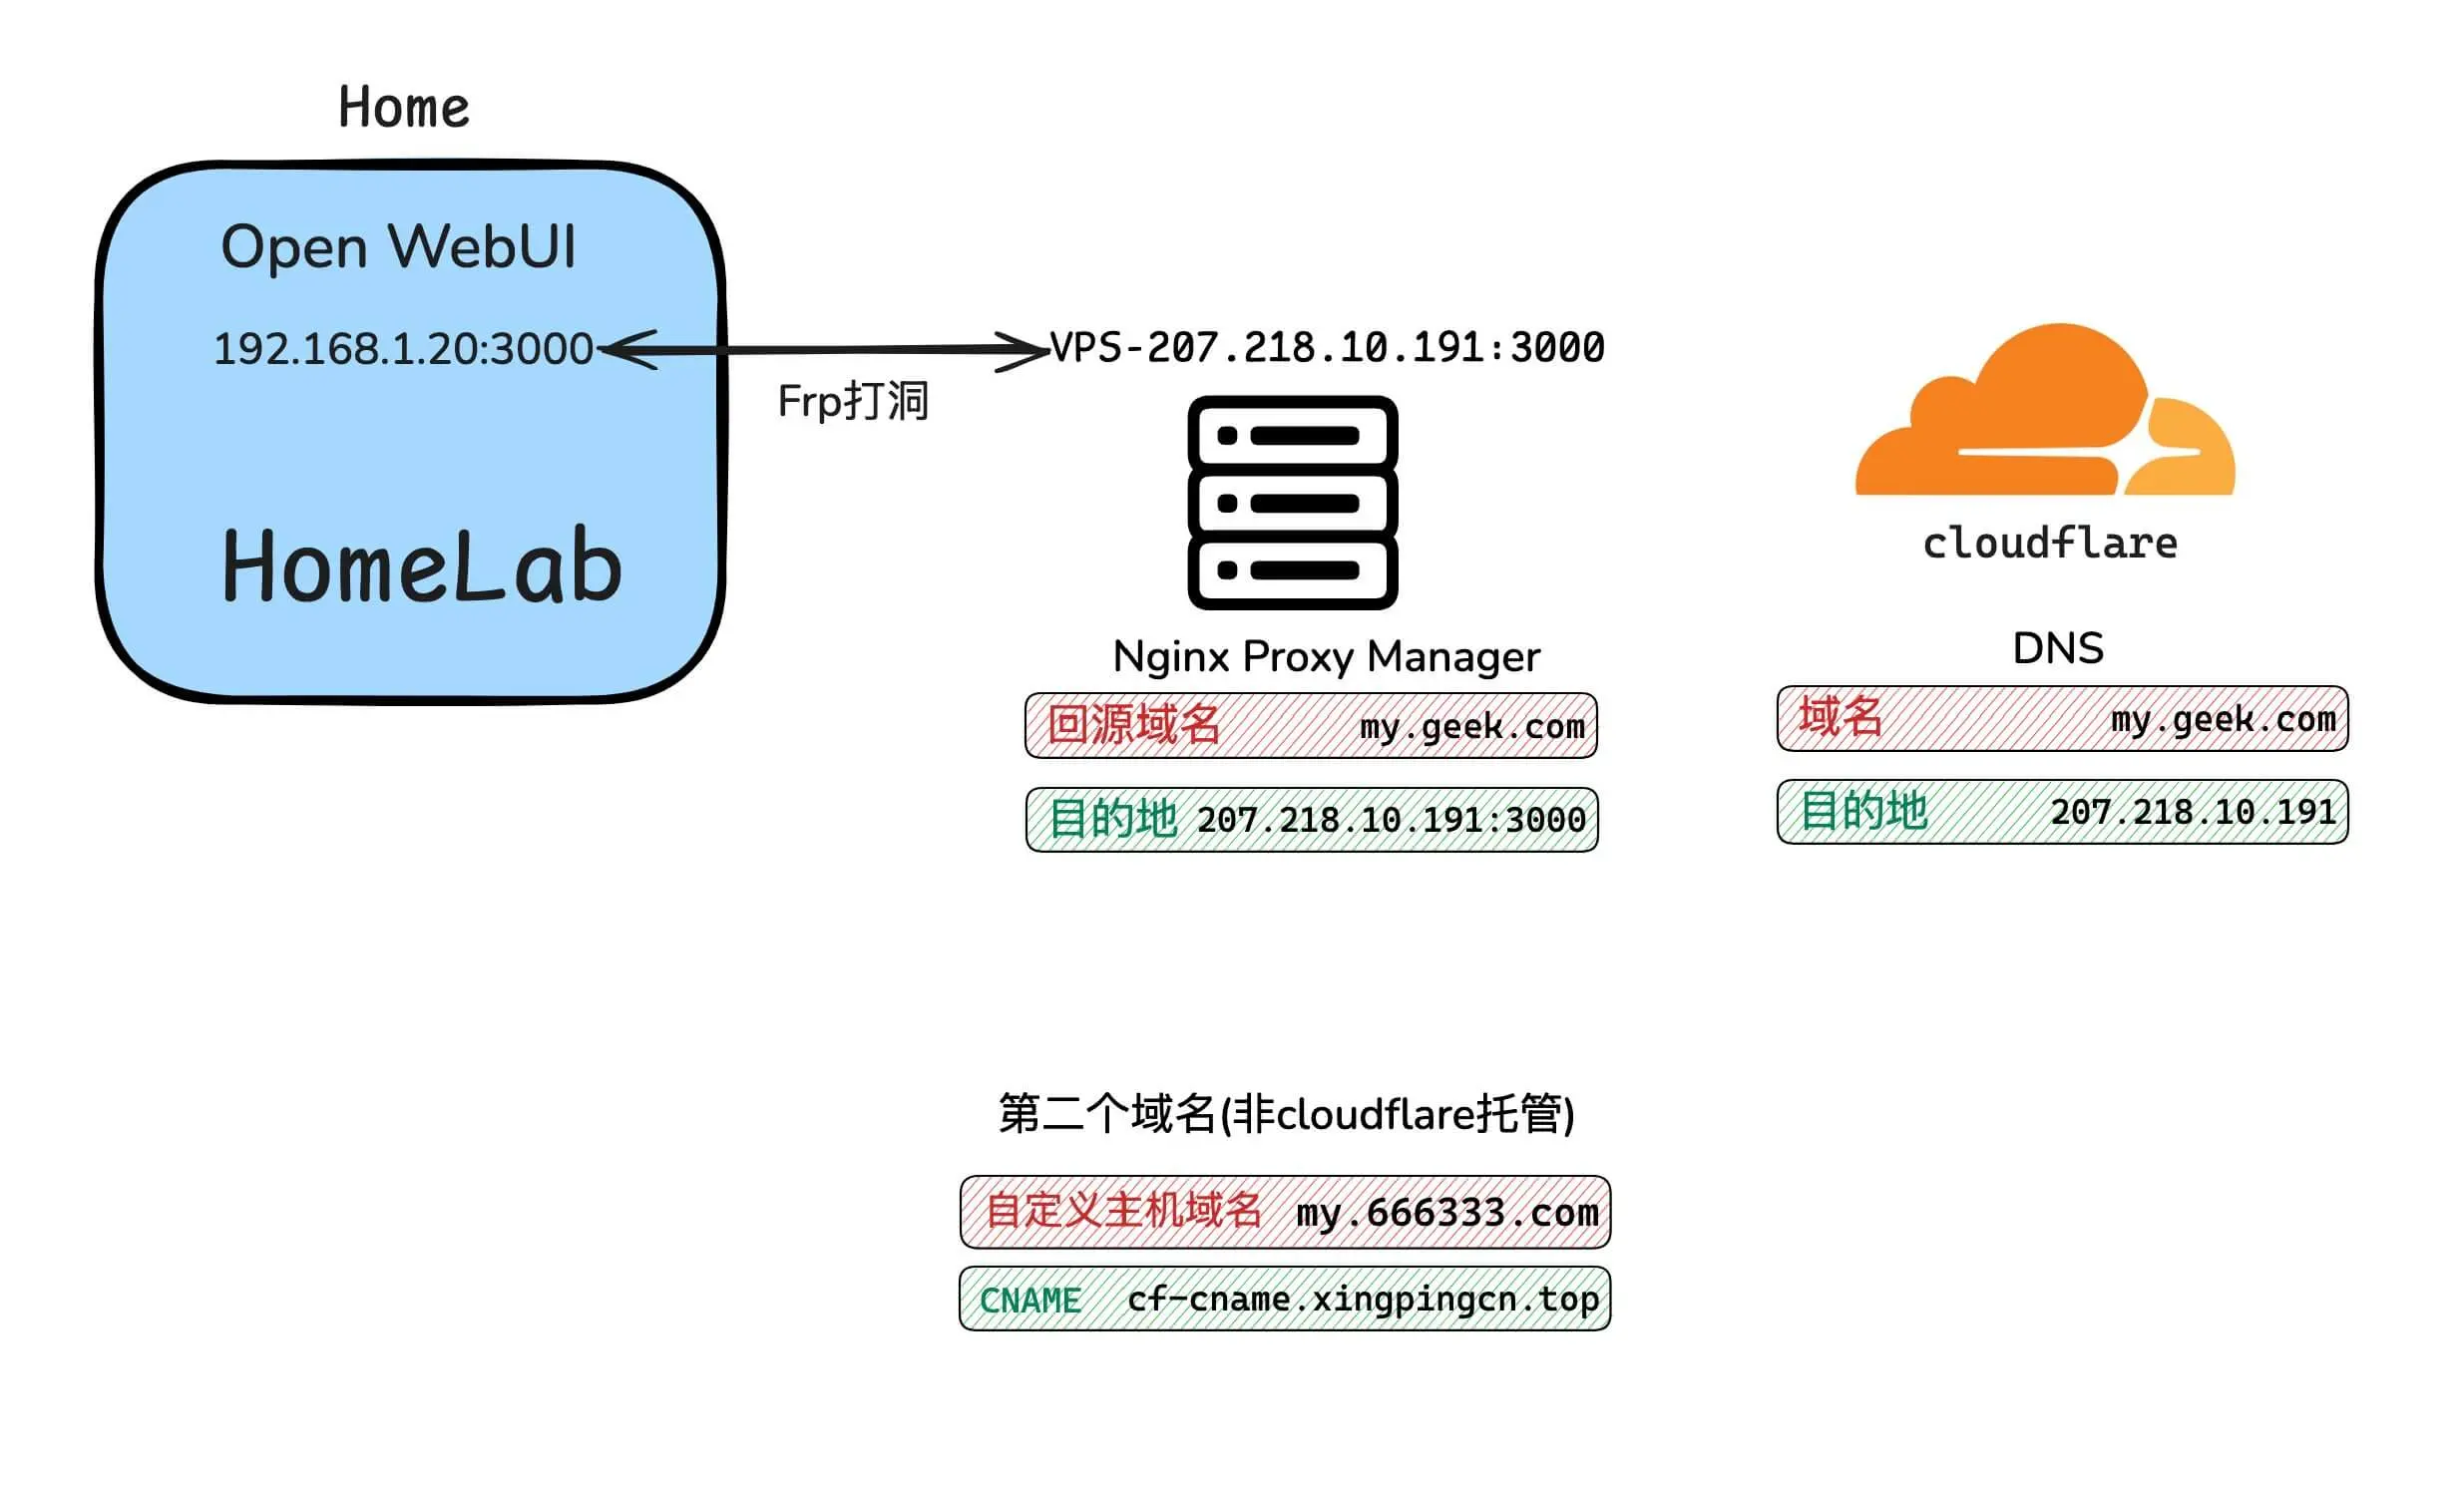 Home
Open WebUI
192.168.1.20:3000
HomeLab
Frp打洞
VPS-207.218.10.191:3000
Nginx Proxy Manager
回源域名 my.geek.com
目的地 207.218.10.191:3000
cloudflare
DNS
域名 my.geek.com
目的地 207.218.10.191
第二个域名(非cloudflare托管)
自定义主机域名 my.666333.com
CNAME cf-cname.xingpingcn.top